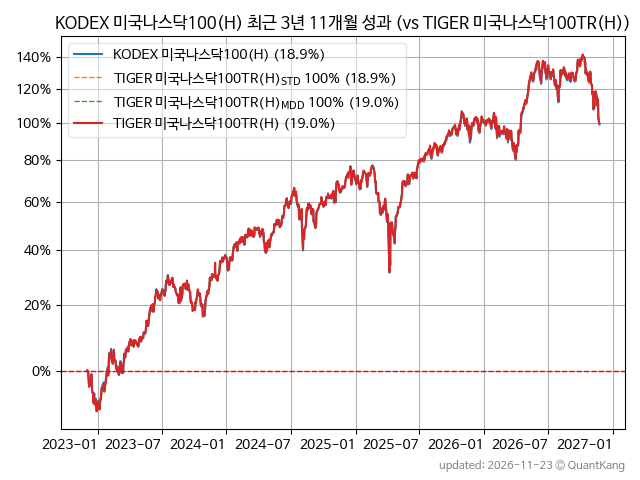 KODEX 미국나스닥100(H) 최근 3년 11개월 성과 (vs TIGER 미국나스닥100TR(H))
KODEX 미국나스닥100(H) (18.9%)
TIGER 미국나스닥100TR(H)STD 100% (18.9%)
TIGER 미국나스닥100TR(H)MDD 100% (19.0%)
TIGER 미국나스닥100TR(H) (19.0%)
140%
120%
100%
80%
60%
40%
20%
0%
2023-01 2023-07 2024-01 2024-07 2025-01 2025-07 2026-01 2026-07 2027-01
updated: 2026-11-23 © QuantKang